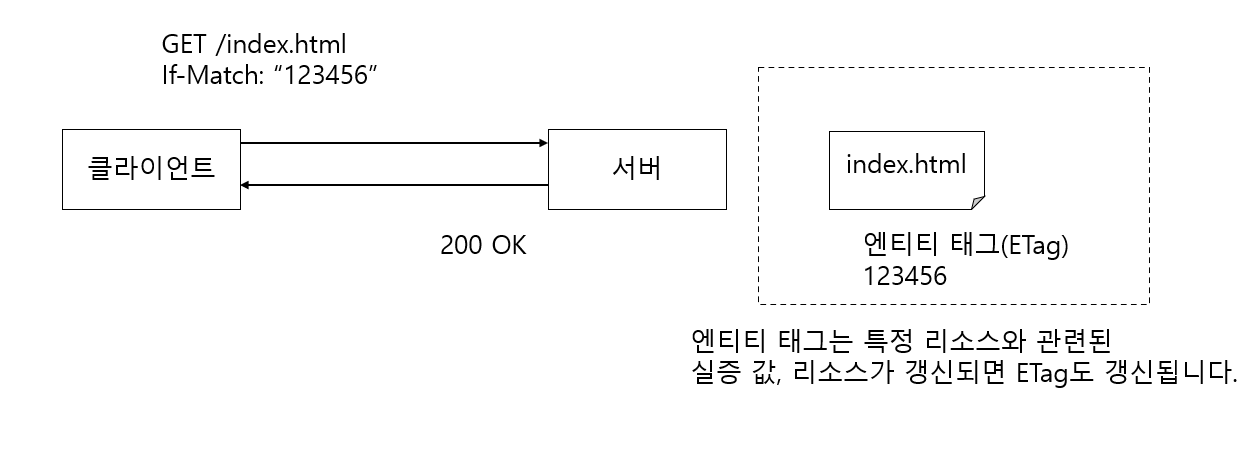 GET /index.html
If-Match: “123456”
클라이언트
서버
index.html
200 OK
엔티티 태그(ETag)
123456
엔티티 태그는 특정 리소스와 관련된
실증 값, 리소스가 갱신되면 ETag도 갱신됩니다.